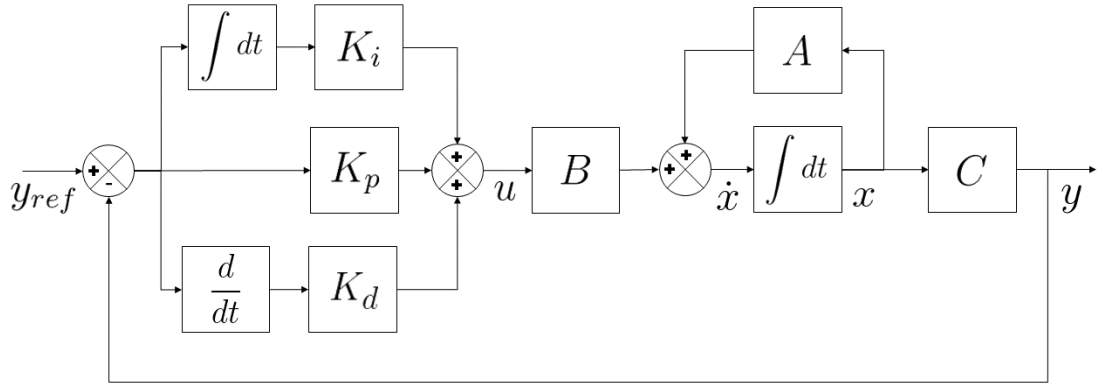 ∫ dt
K_i
A
y_ref
+
-
K_p
+
+
+
u
B
+
+
ẋ
∫ dt
x
C
y
d/dt
K_d